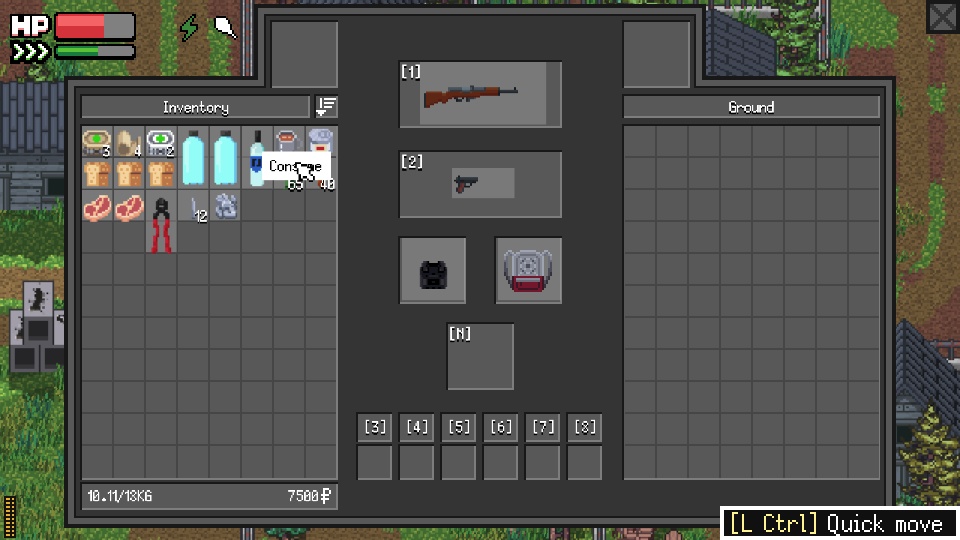 HP
[1]
Inventory
Ground
3
4
2
[2]
Consume
65
40
12
[N]
[3] [4] [5] [6] [7] [8]
10.11/18KG
7500₽
[L Ctrl] Quick move